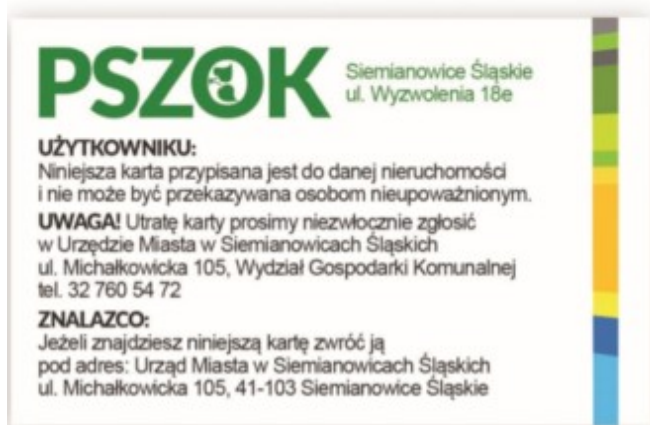 PSZOK
Siemianowice Śląskie
ul. Wyzwolenia 18e
UŻYTKOWNIKU:
Niniejsza karta przypisana jest do danej nieruchomości
i nie może być przekazywana osobom nieupoważnionym.
UWAGA! Utratę karty prosimy niezwłocznie zgłosić
w Urzędzie Miasta w Siemianowicach Śląskich
ul. Michałkowicka 105, Wydział Gospodarki Komunalnej
tel. 32 760 54 72
ZNALAZCO:
Jeżeli znajdziesz niniejszą kartę zwróć ją
pod adres: Urząd Miasta w Siemianowicach Śląskich
ul. Michałkowicka 105, 41-103 Siemianowice Śląskie